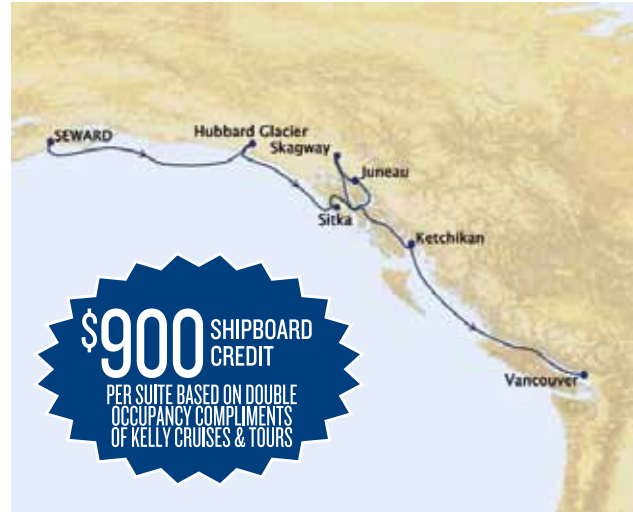 SEWARD
Hubbard Glacier
Skagway
Juneau
Sitka
Ketchikan
Vancouver
$900 SHIPBOARD
CREDIT
PER SUITE BASED ON DOUBLE
OCCUPANCY COMPLIMENTS
OF KELLY CRUISES & TOURS